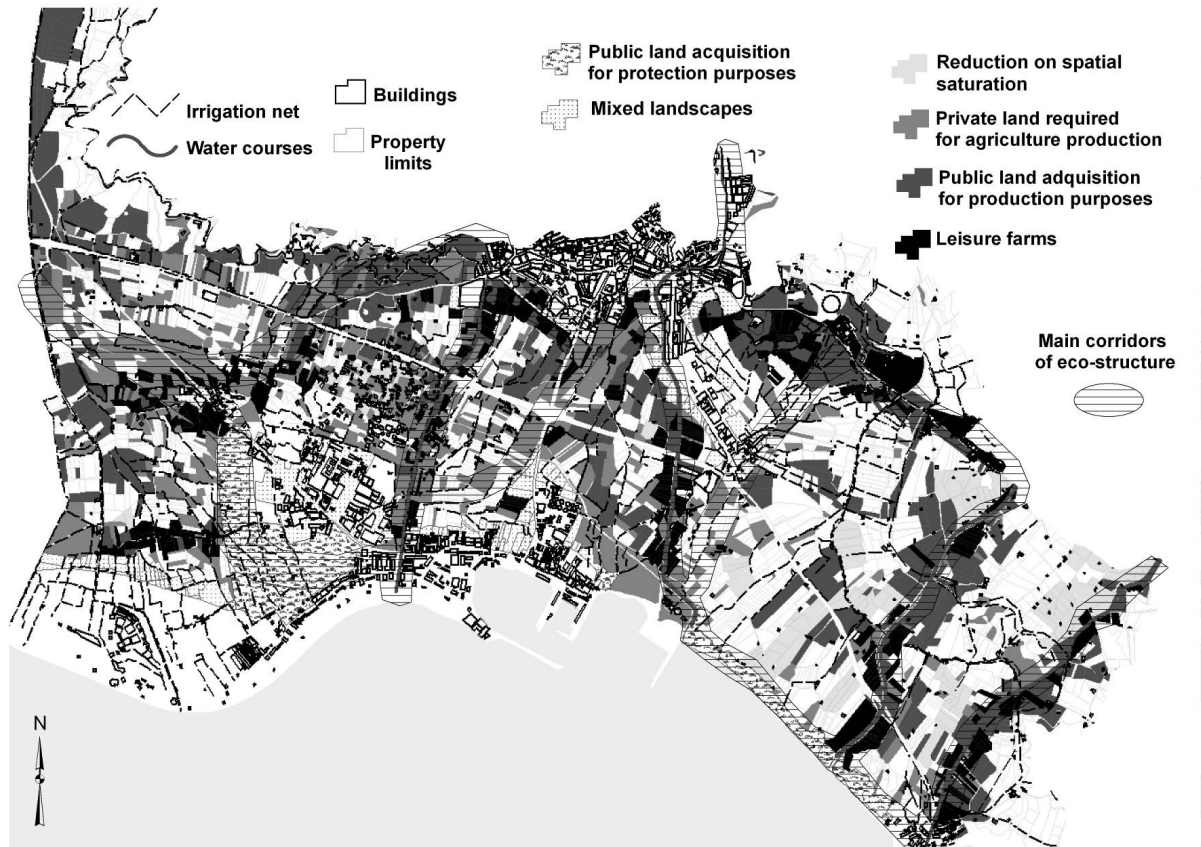 Irrigation net
Water courses
Buildings
Property
limits
Public land acquisition
for protection purposes
Mixed landscapes
Reduction on spatial
saturation
Private land required
for agriculture production
Public land adquisition
for production purposes
Leisure farms
Main corridors
of eco-structure
N